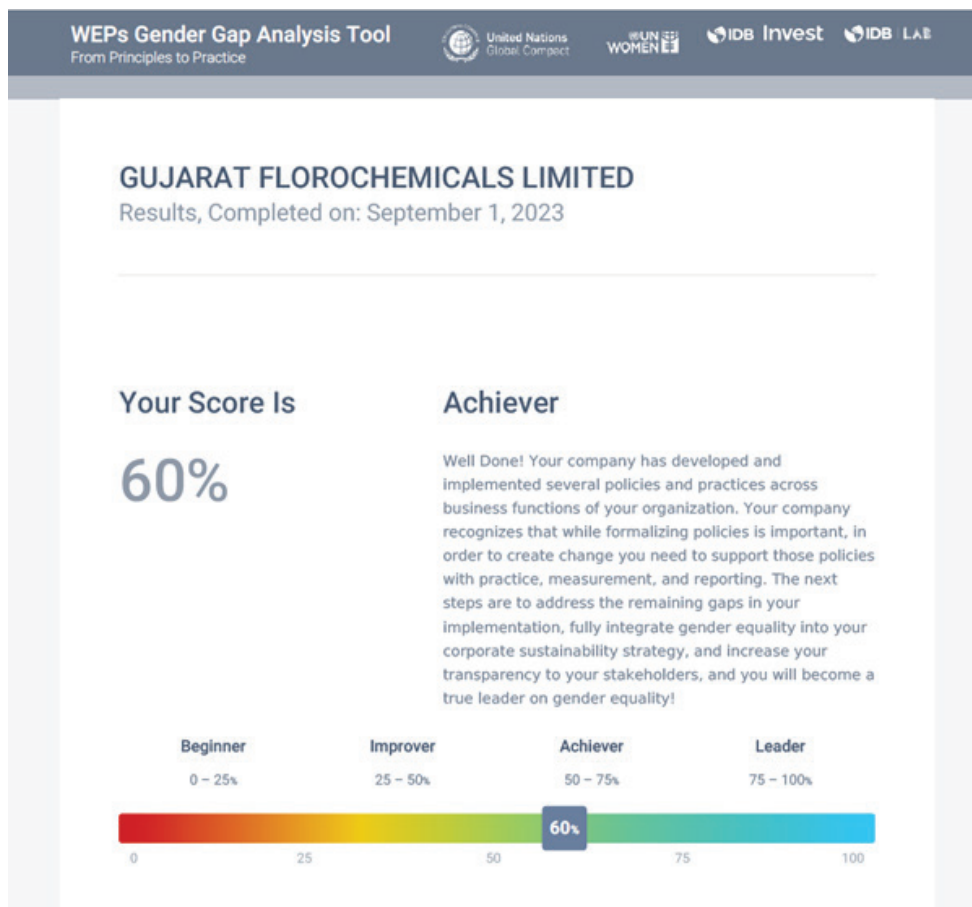 WEPs Gender Gap Analysis Tool
From Principles to Practice
United Nations
Global Compact
UN
WOMEN
IDB Invest
IDB LAB
GUJARAT FLOROCHEMICALS LIMITED
Results, Completed on: September 1, 2023
Your Score Is
60%
Achiever
Well Done! Your company has developed and
implemented several policies and practices across
business functions of your organization. Your company
recognizes that while formalizing policies is important, in
order to create change you need to support those policies
with practice, measurement, and reporting. The next
steps are to address the remaining gaps in your
implementation, fully integrate gender equality into your
corporate sustainability strategy, and increase your
transparency to your stakeholders, and you will become a
true leader on gender equality!
Beginner Improver Achiever Leader
0 – 25% 25 – 50% 50 – 75% 75 – 100%
60%
0 25 50 75 100